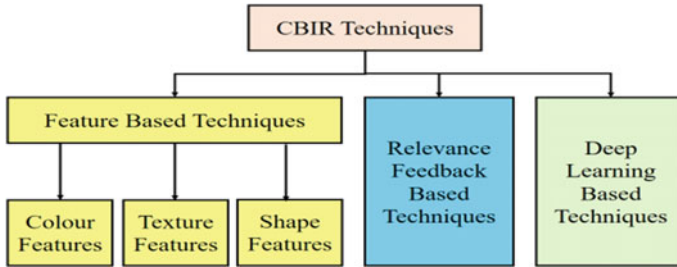 CBIR Techniques
Feature Based Techniques
Relevance
Feedback
Based
Techniques
Deep
Learning
Based
Techniques
Colour
Features
Texture
Features
Shape
Features